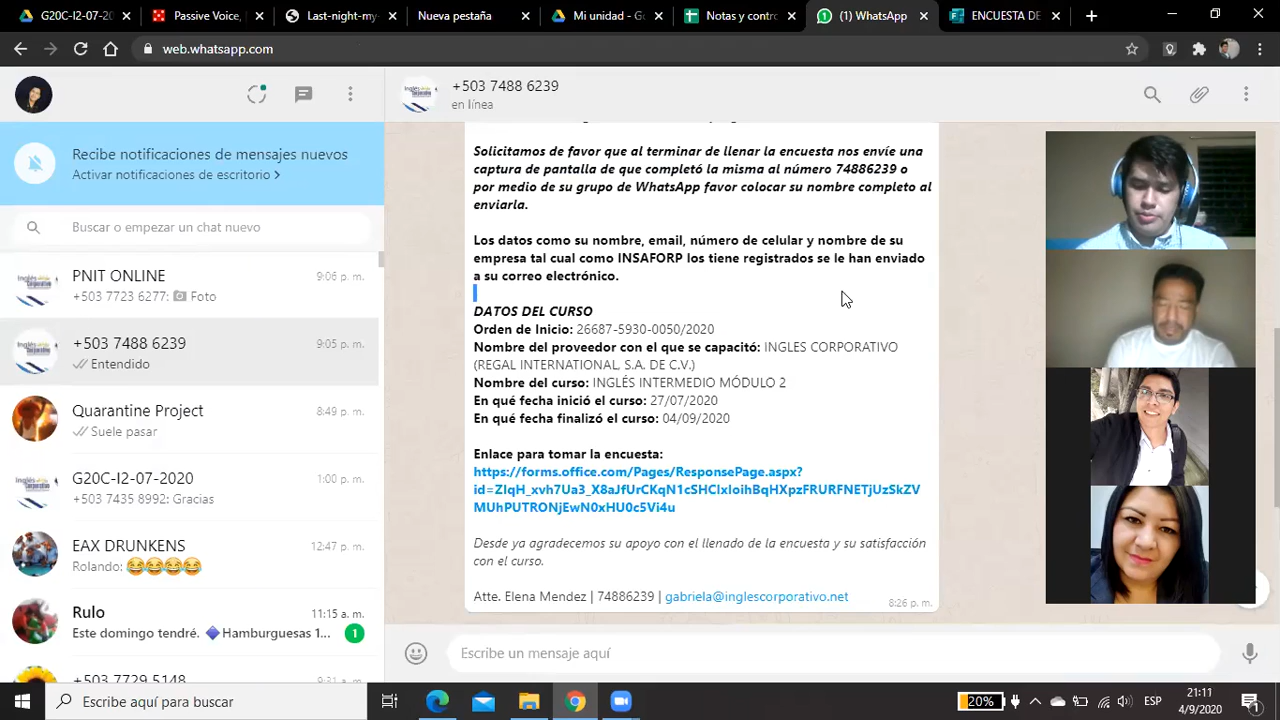 G20C-I2-07-2020
Passive Voice,
Last-night-my-
Nueva pestaña
Mi unidad - Go
Notas y contro
(1) WhatsApp
ENCUESTA DE
web.whatsapp.com
+503 7488 6239
en línea
Recibe notificaciones de mensajes nuevos
Activar notificaciones de escritorio >
Buscar o empezar un chat nuevo
PNIT ONLINE
9:06 p. m.
+503 7723 6277: Foto
+503 7488 6239
9:05 p. m.
Entendido
Quarantine Project
8:49 p. m.
Suele pasar
G20C-I2-07-2020
1:00 p. m.
+503 7435 8992: Gracias
EAX DRUNKENS
12:47 p. m.
Rolando: 😂😂😂😂
Rulo
11:15 a. m.
Este domingo tendré. 🔷Hamburguesas 1...
1
+503 7729 5148
9:31 a. m.
Solicitamos de favor que al terminar de llenar la encuesta nos envíe una
captura de pantalla de que completó la misma al número 74886239 o
por medio de su grupo de WhatsApp favor colocar su nombre completo al
enviarla.
Los datos como su nombre, email, número de celular y nombre de su
empresa tal cual como INSAFORP los tiene registrados se le han enviado
a su correo electrónico.
DATOS DEL CURSO
Orden de Inicio: 26687-5930-0050/2020
Nombre del proveedor con el que se capacitó: INGLES CORPORATIVO
(REGAL INTERNATIONAL, S.A. DE C.V.)
Nombre del curso: INGLÉS INTERMEDIO MÓDULO 2
En qué fecha inició el curso: 27/07/2020
En qué fecha finalizó el curso: 04/09/2020
Enlace para tomar la encuesta:
https://forms.office.com/Pages/ResponsePage.aspx?
id=ZIqH_xvh7Ua3_X8aJfUrCKqN1cSHClxIoihBqHXpzFRURFNETjUzSkZV
MUhPUTRONjEwN0xHU0c5Vi4u
Desde ya agradecemos su apoyo con el llenado de la encuesta y su satisfacción
con el curso.
Atte. Elena Mendez | 74886239 | gabriela@inglescorporativo.net
8:26 p. m.
Escribe un mensaje aquí
Escribe aquí para buscar
20%
ESP
21:11
4/9/2020
1